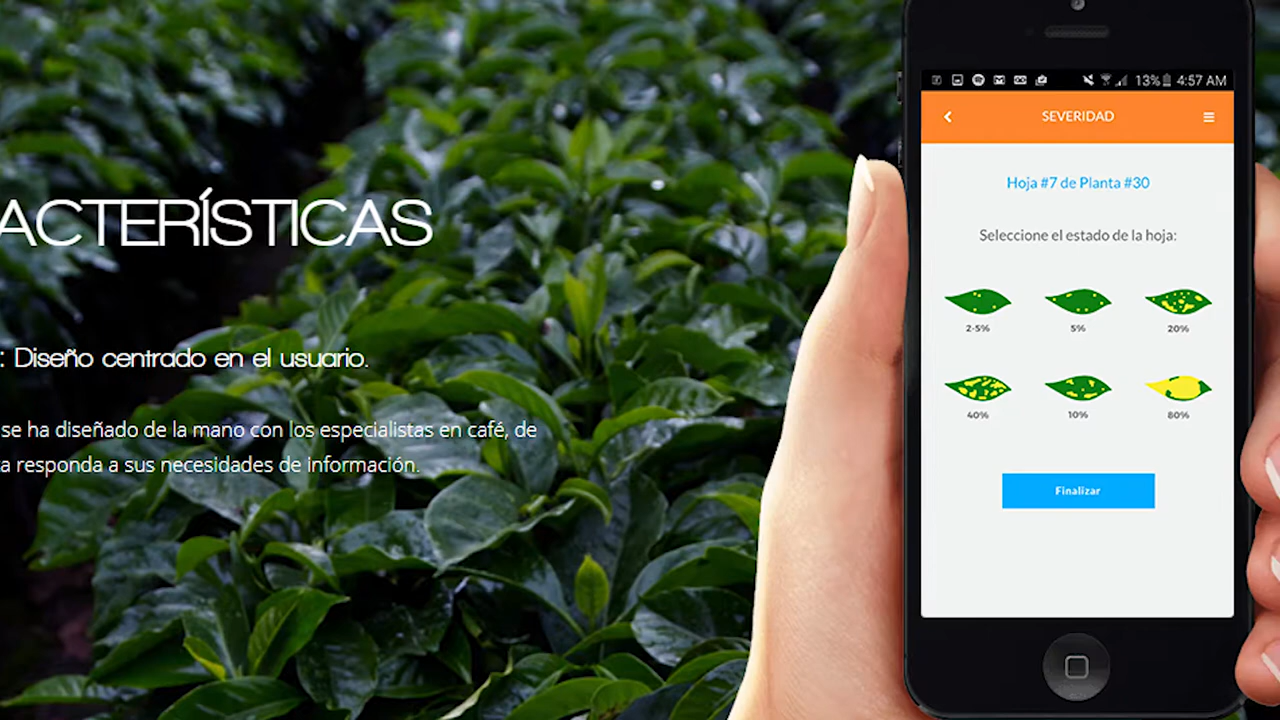 ACTERÍSTICAS
: Diseño centrado en el usuario.
se ha diseñado de la mano con los especialistas en café, de
a responda a sus necesidades de información.
13% 4:57 AM
SEVERIDAD
Hoja #7 de Planta #30
Seleccione el estado de la hoja:
2-5% 5% 20%
40% 10% 80%
Finalizar